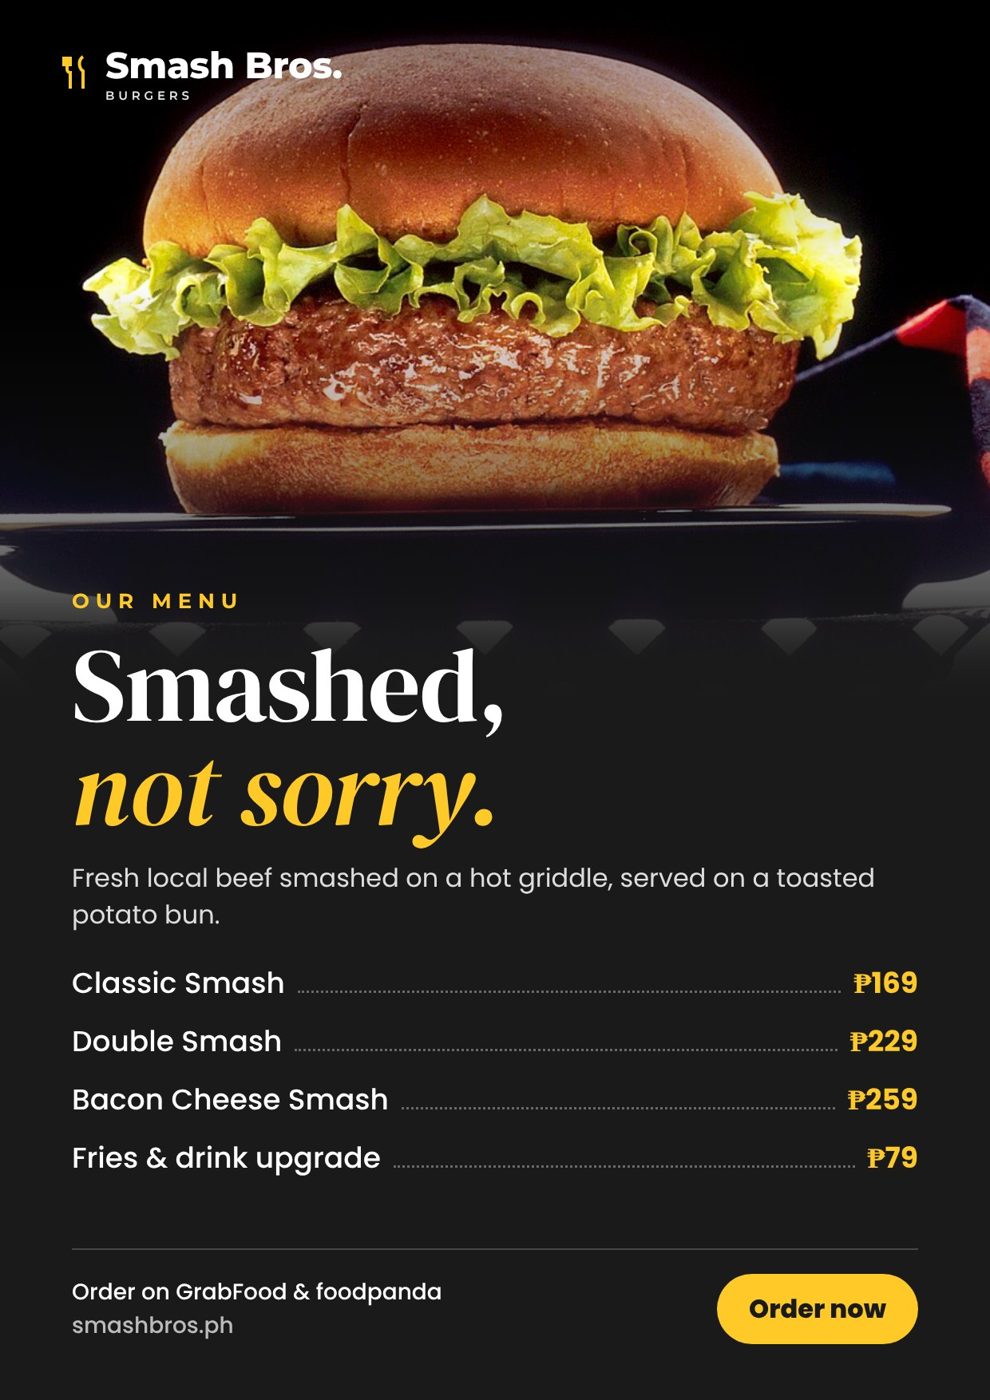 Smash Bros.
BURGERS
OUR MENU
Smashed,
not sorry.
Fresh local beef smashed on a hot griddle, served on a toasted
potato bun.
Classic Smash ₱169
Double Smash ₱229
Bacon Cheese Smash ₱259
Fries & drink upgrade ₱79
Order on GrabFood & foodpanda
smashbros.ph
Order now